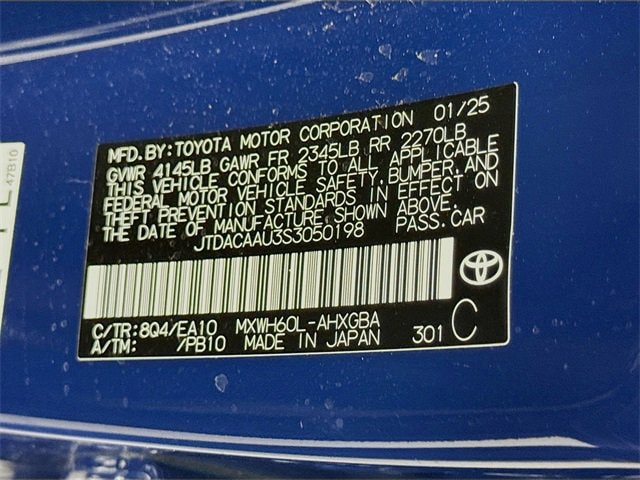 MFD. BY: TOYOTA MOTOR CORPORATION 01/25
GVWR 4145LB GAWR FR 2345LB RR 2270LB
THIS VEHICLE CONFORMS TO ALL APPLICABLE
FEDERAL MOTOR VEHICLE SAFETY, BUMPER, AND
THEFT PREVENTION STANDARDS IN EFFECT ON
THE DATE OF MANUFACTURE SHOWN ABOVE.
JTDACAAU3S3050198 PASS. CAR
C/TR: 8Q4/EA10 MXWH60L-AHXGBA
A/TM: /PB10 MADE IN JAPAN 301 C
47B10